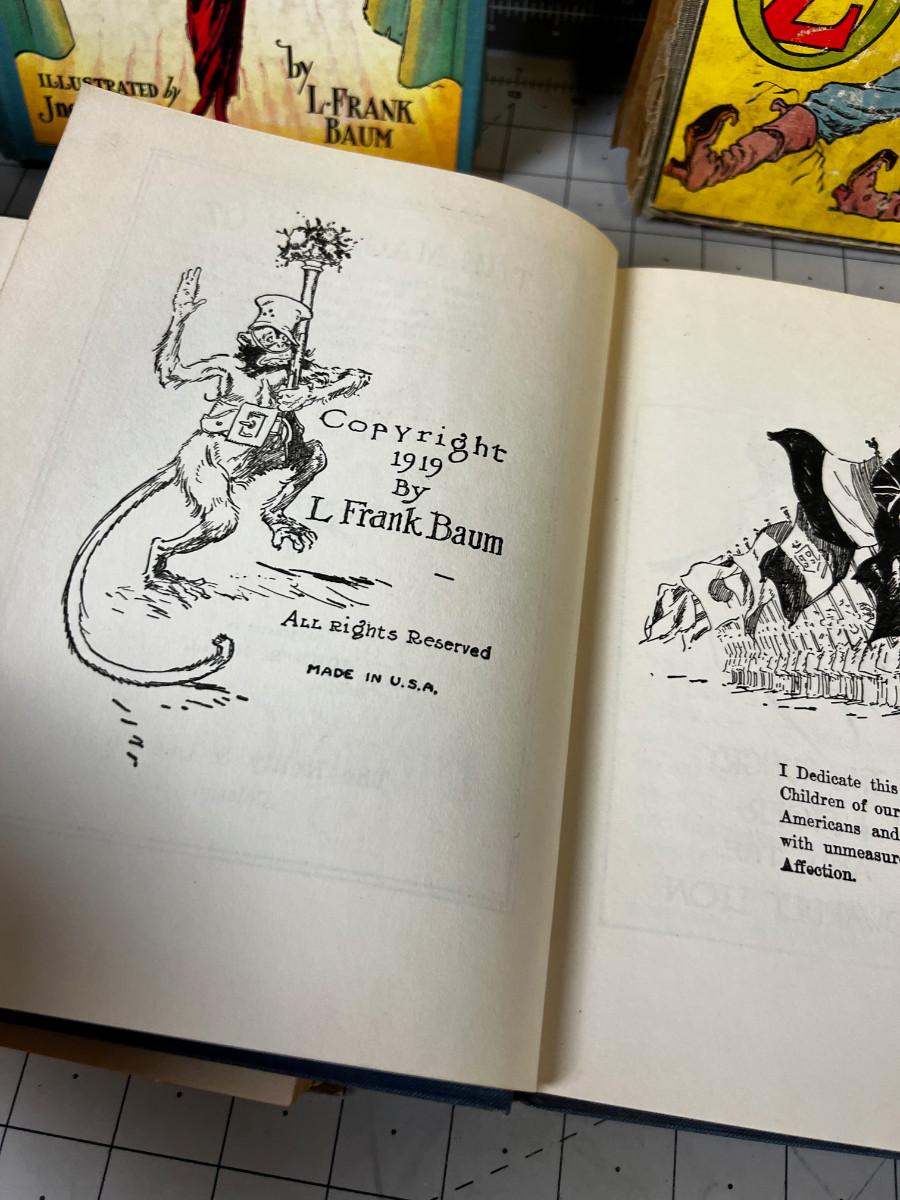 ILLUSTRATED by
by
L. FRANK
BAUM
Z
Copyright
1919
By
L Frank Baum
All Rights Reserved
MADE IN U.S.A.
I Dedicate this
Children of our
Americans and
with unmeasur
Affection.